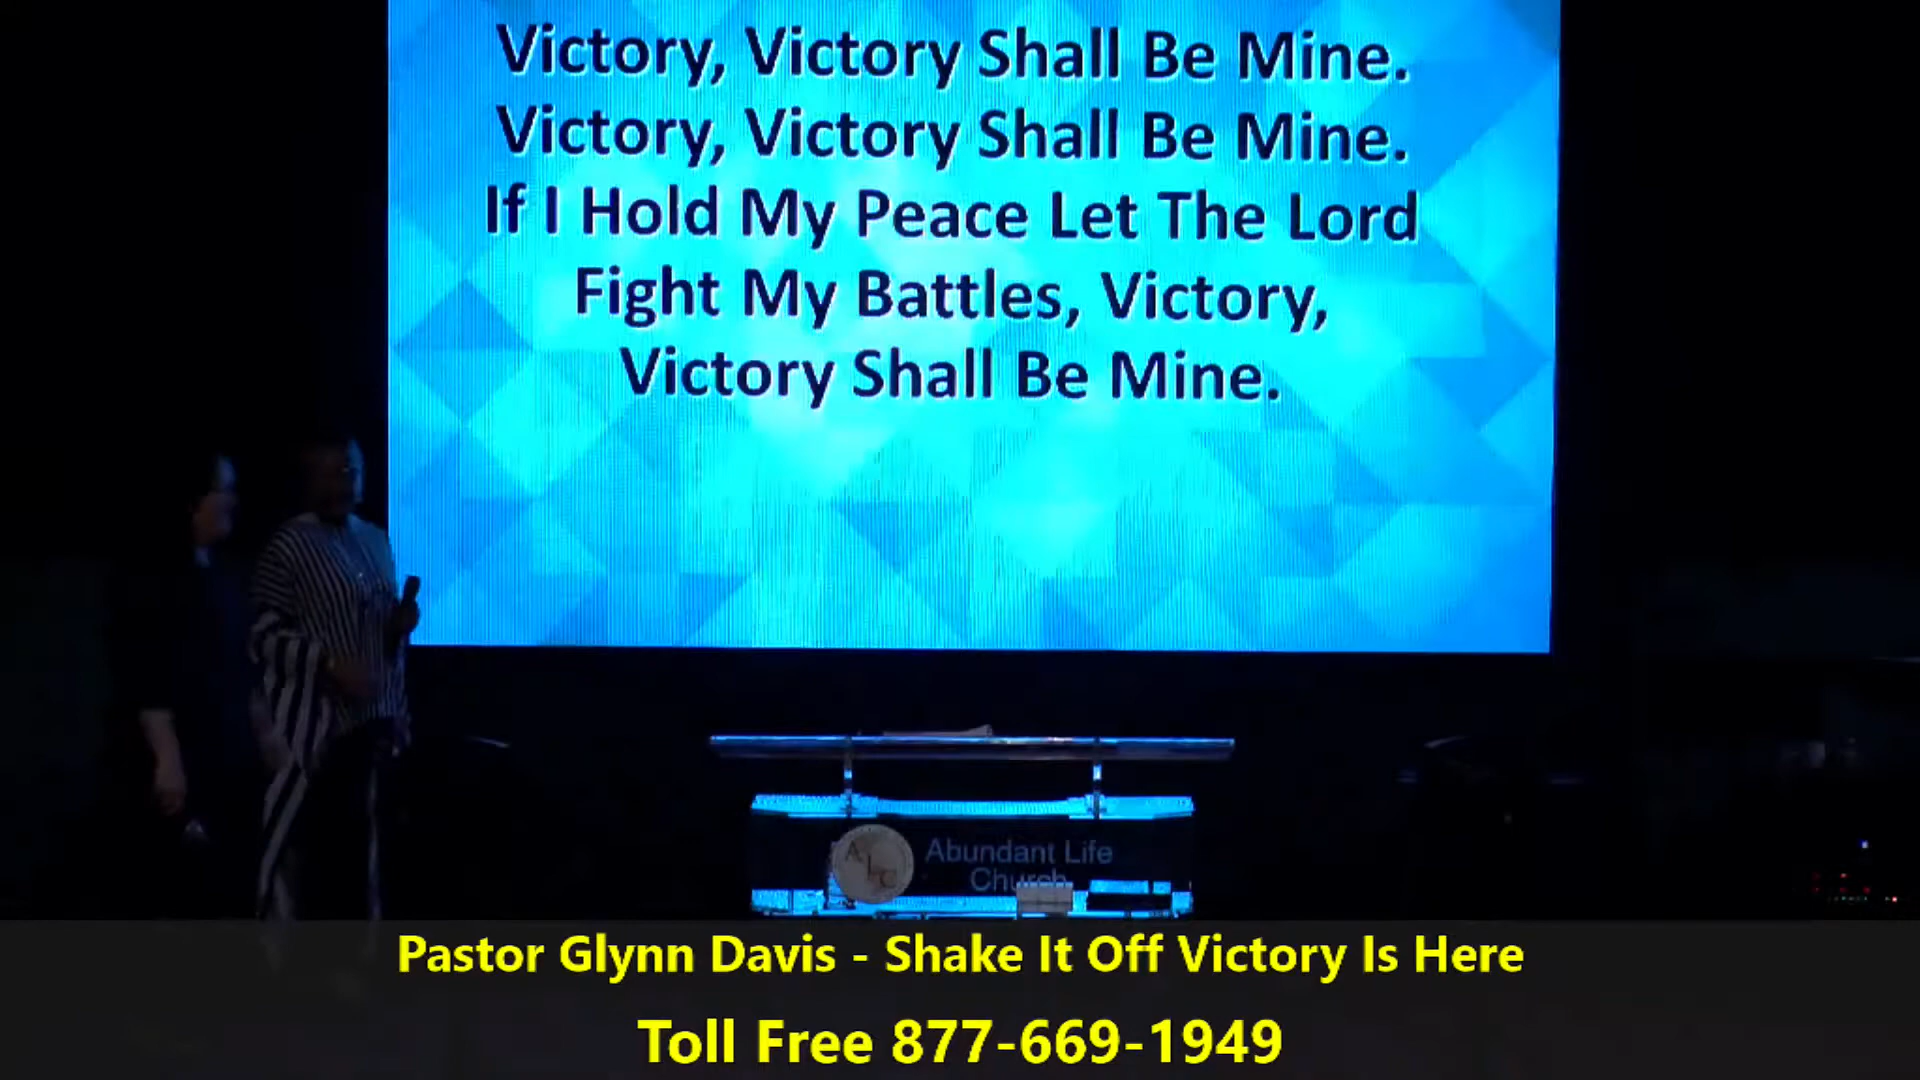 Victory, Victory Shall Be Mine.
Victory, Victory Shall Be Mine.
If I Hold My Peace Let The Lord
Fight My Battles, Victory,
Victory Shall Be Mine.
ALC
Abundant Life
Church
Pastor Glynn Davis - Shake It Off Victory Is Here
Toll Free 877-669-1949